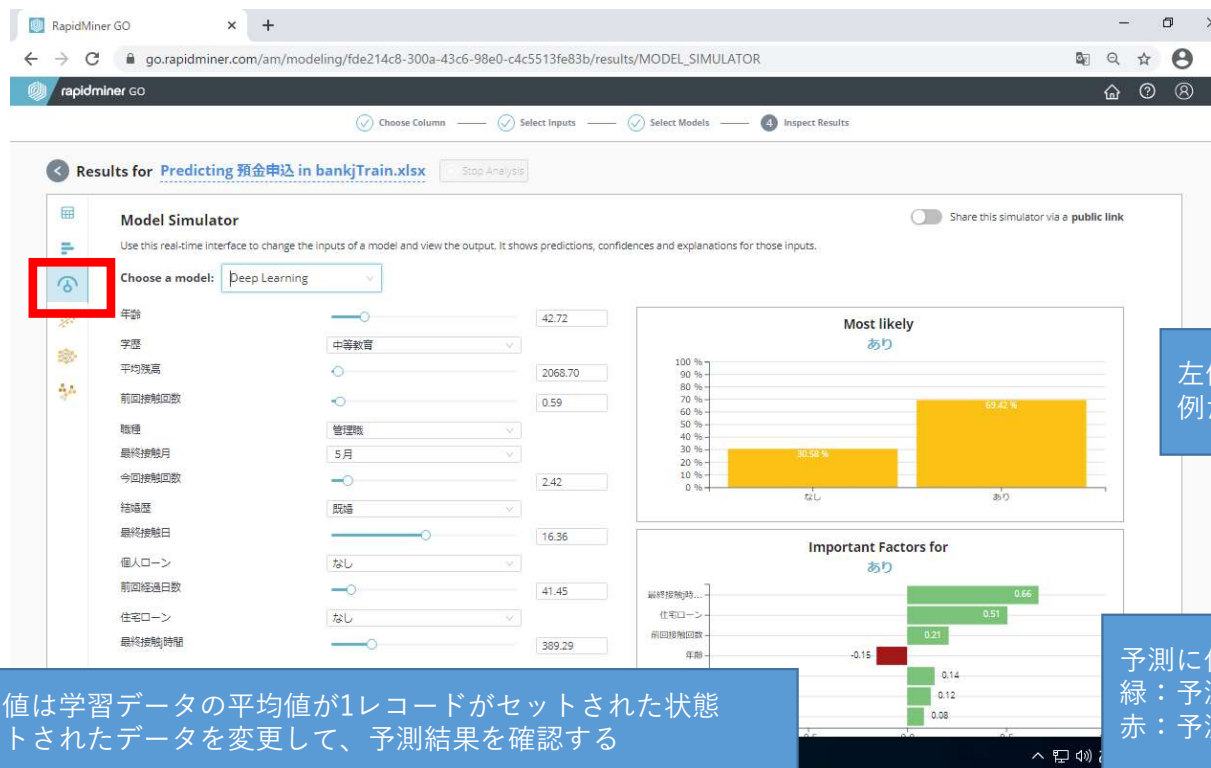 RapidMiner GO
go.rapidminer.com/am/modeling/fde214c8-300a-43c6-98e0-c4c5513fe83b/results/MODEL_SIMULATOR
rapidminer GO
Choose Column
Select Inputs
Select Models
4 Inspect Results
Results for Predicting 預金申込 in bankjTrain.xlsx
Stop Analysis
Model Simulator
Share this simulator via a public link
Use this real-time interface to change the inputs of a model and view the output. It shows predictions, confidences and explanations for those inputs.
Choose a model: Deep Learning
年齢 42.72
学歴 中等教育
平均残高 2068.70
前回接触回数 0.59
職種 管理職
最終接触月 5月
今回接触回数 2.42
結婚歴 既婚
最終接触日 16.36
個人ローン なし
前回経過日数 41.45
住宅ローン なし
最終接触時間 389.29
Most likely
あり
100 %
90 %
80 %
70 %
60 %
50 %
40 %
30 %
20 %
10 %
0 %
30.58 %
69.42 %
なし
あり
Important Factors for
あり
最終接触時...
0.66
住宅ローン
0.51
前回接触回数
0.21
年齢
-0.15
0.14
0.12
0.08
値は学習データの平均値が1レコードがセットされた状態
トされたデータを変更して、予測結果を確認する
例
予測に
緑：予
赤：予